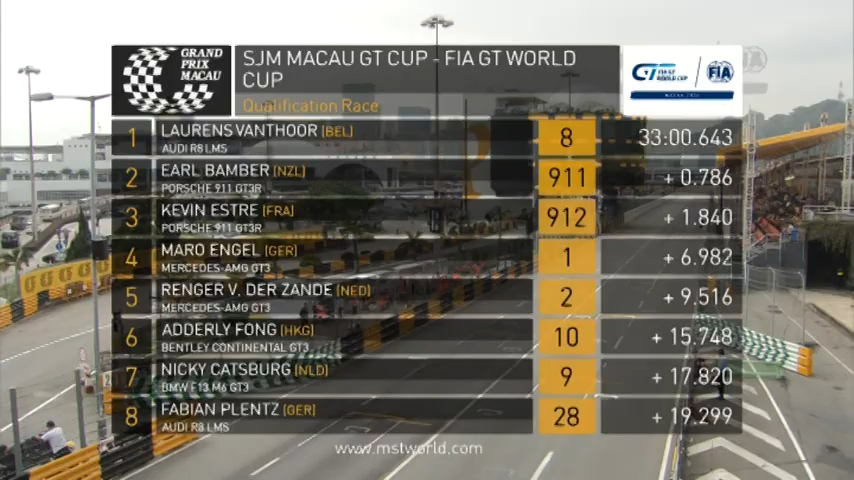 GRAND
PRIX
MACAU
SJM MACAU GT CUP - FIA GT WORLD
CUP
Qualification Race
GT FIA GT WORLD CUP FIA
1 LAURENS VANTHOOR [BEL] 8 33:00.643
AUDI R8 LMS
2 EARL BAMBER [NZL] 911 + 0.786
PORSCHE 911 GT3R
3 KEVIN ESTRE [FRA] 912 + 1.840
PORSCHE 911 GT3R
4 MARO ENGEL [GER] 1 + 6.982
MERCEDES-AMG GT3
5 RENGER V. DER ZANDE [NED] 2 + 9.516
MERCEDES-AMG GT3
6 ADDERLY FONG [HKG] 10 + 15.748
BENTLEY CONTINENTAL GT3
7 NICKY CATSBURG [NLD] 9 + 17.820
BMW F13 M6 GT3
8 FABIAN PLENTZ [GER] 28 + 19.299
AUDI R8 LMS
www.mstworld.com